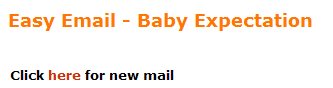 Easy Email - Baby Expectation
Click here for new mail